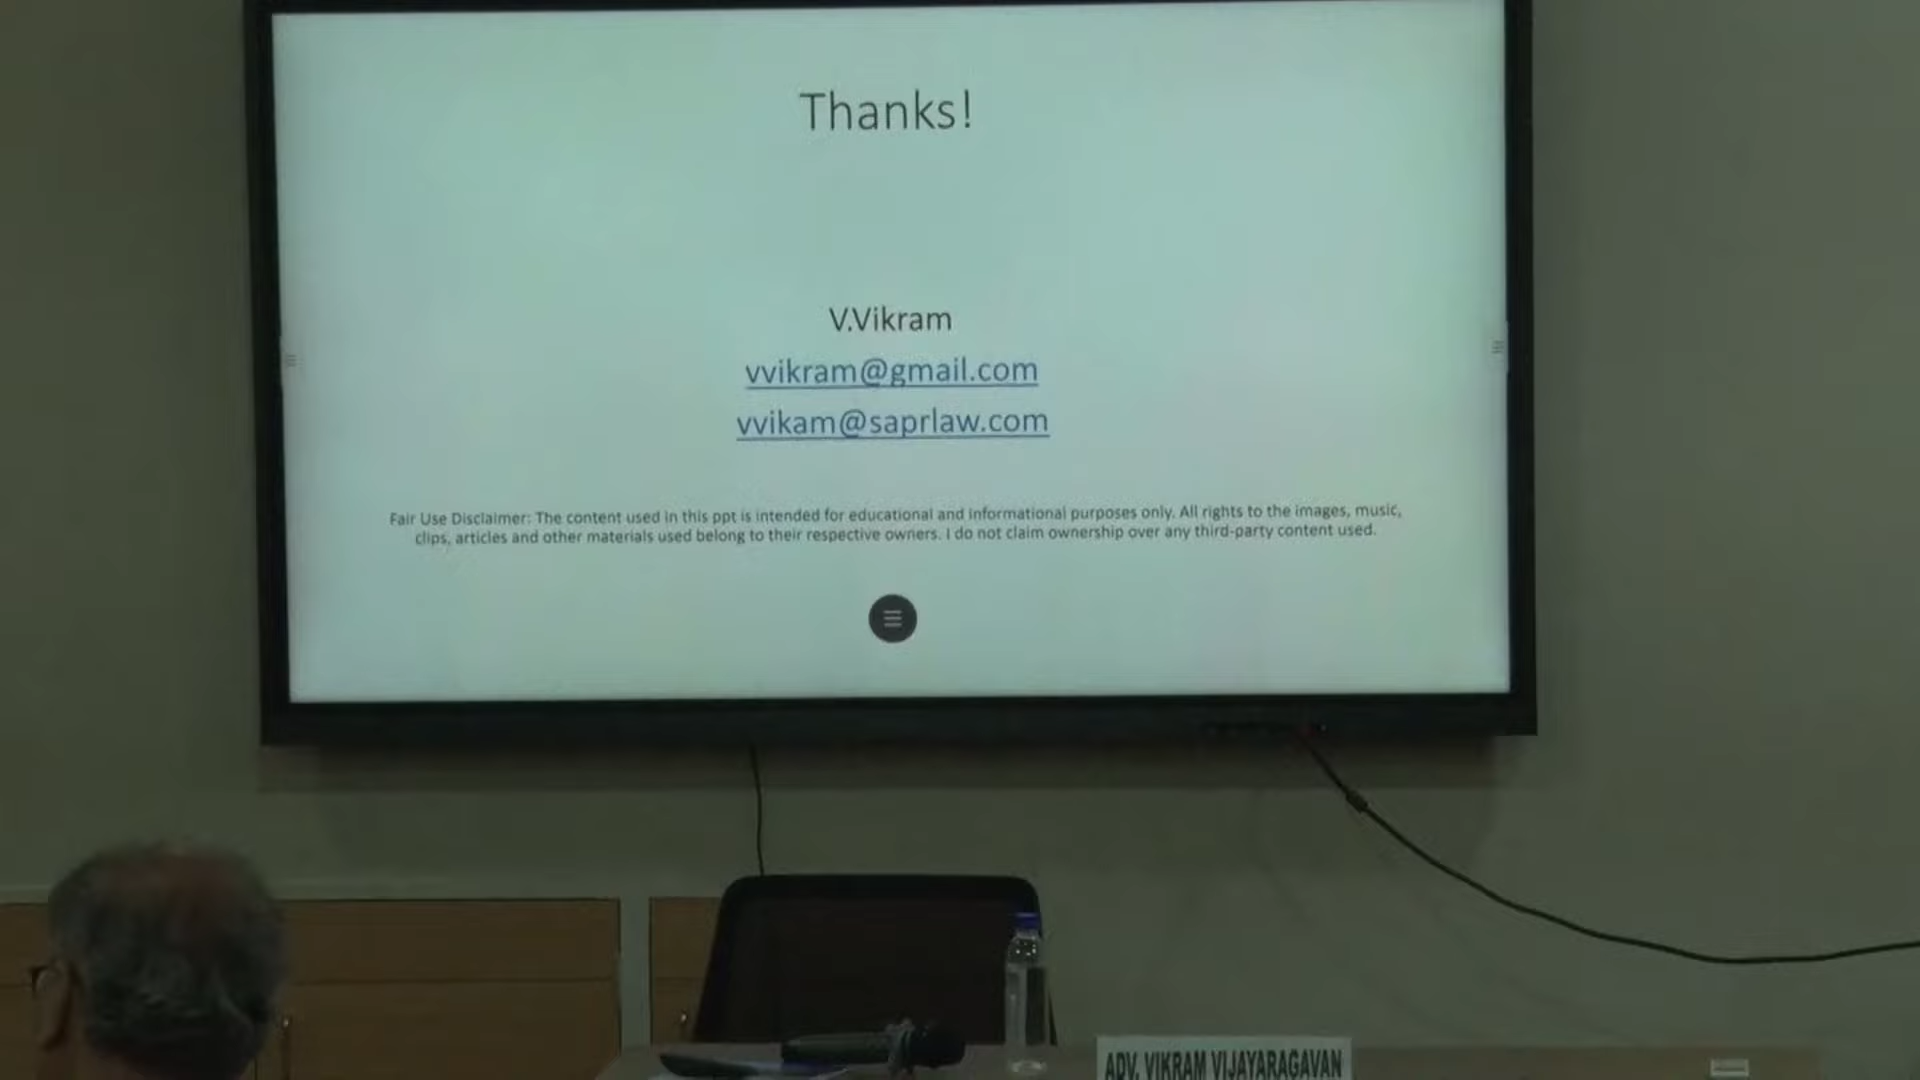 Thanks!
V.Vikram
vvikram@gmail.com
vvikam@saprlaw.com
Fair Use Disclaimer: The content used in this ppt is intended for educational and informational purposes only. All rights to the images, music,
clips, articles and other materials used belong to their respective owners. I do not claim ownership over any third-party content used.
ADV. VIKRAM VIJAYARAGAVAN